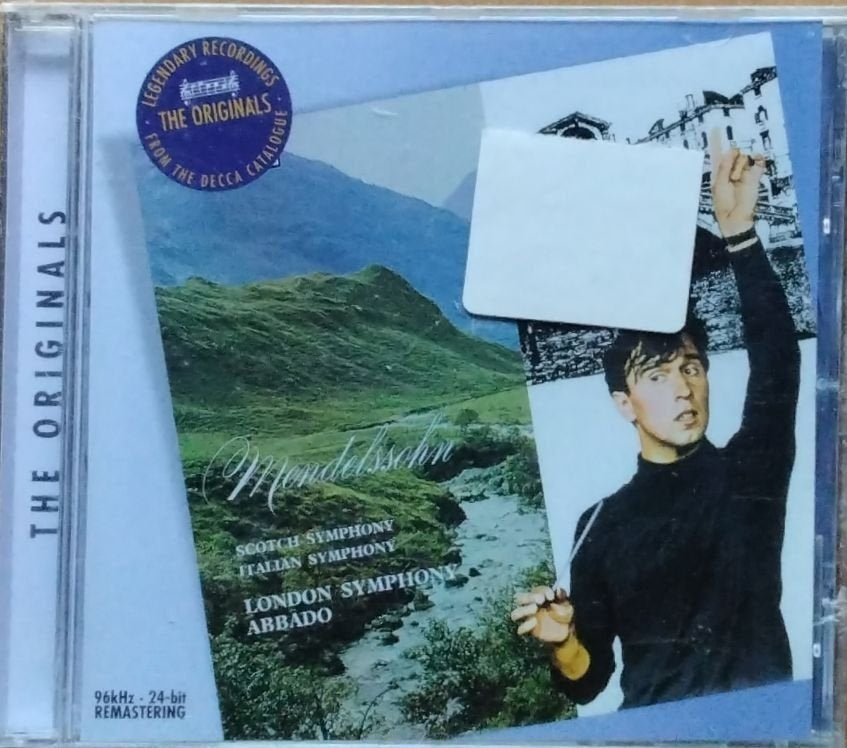 THE ORIGINALS
LEGENDARY RECORDINGS
THE ORIGINALS
FROM THE DECCA CATALOGUE
Mendelssohn
SCOTCH SYMPHONY
ITALIAN SYMPHONY
LONDON SYMPHONY
ABBADO
96kHz · 24-bit
REMASTERING